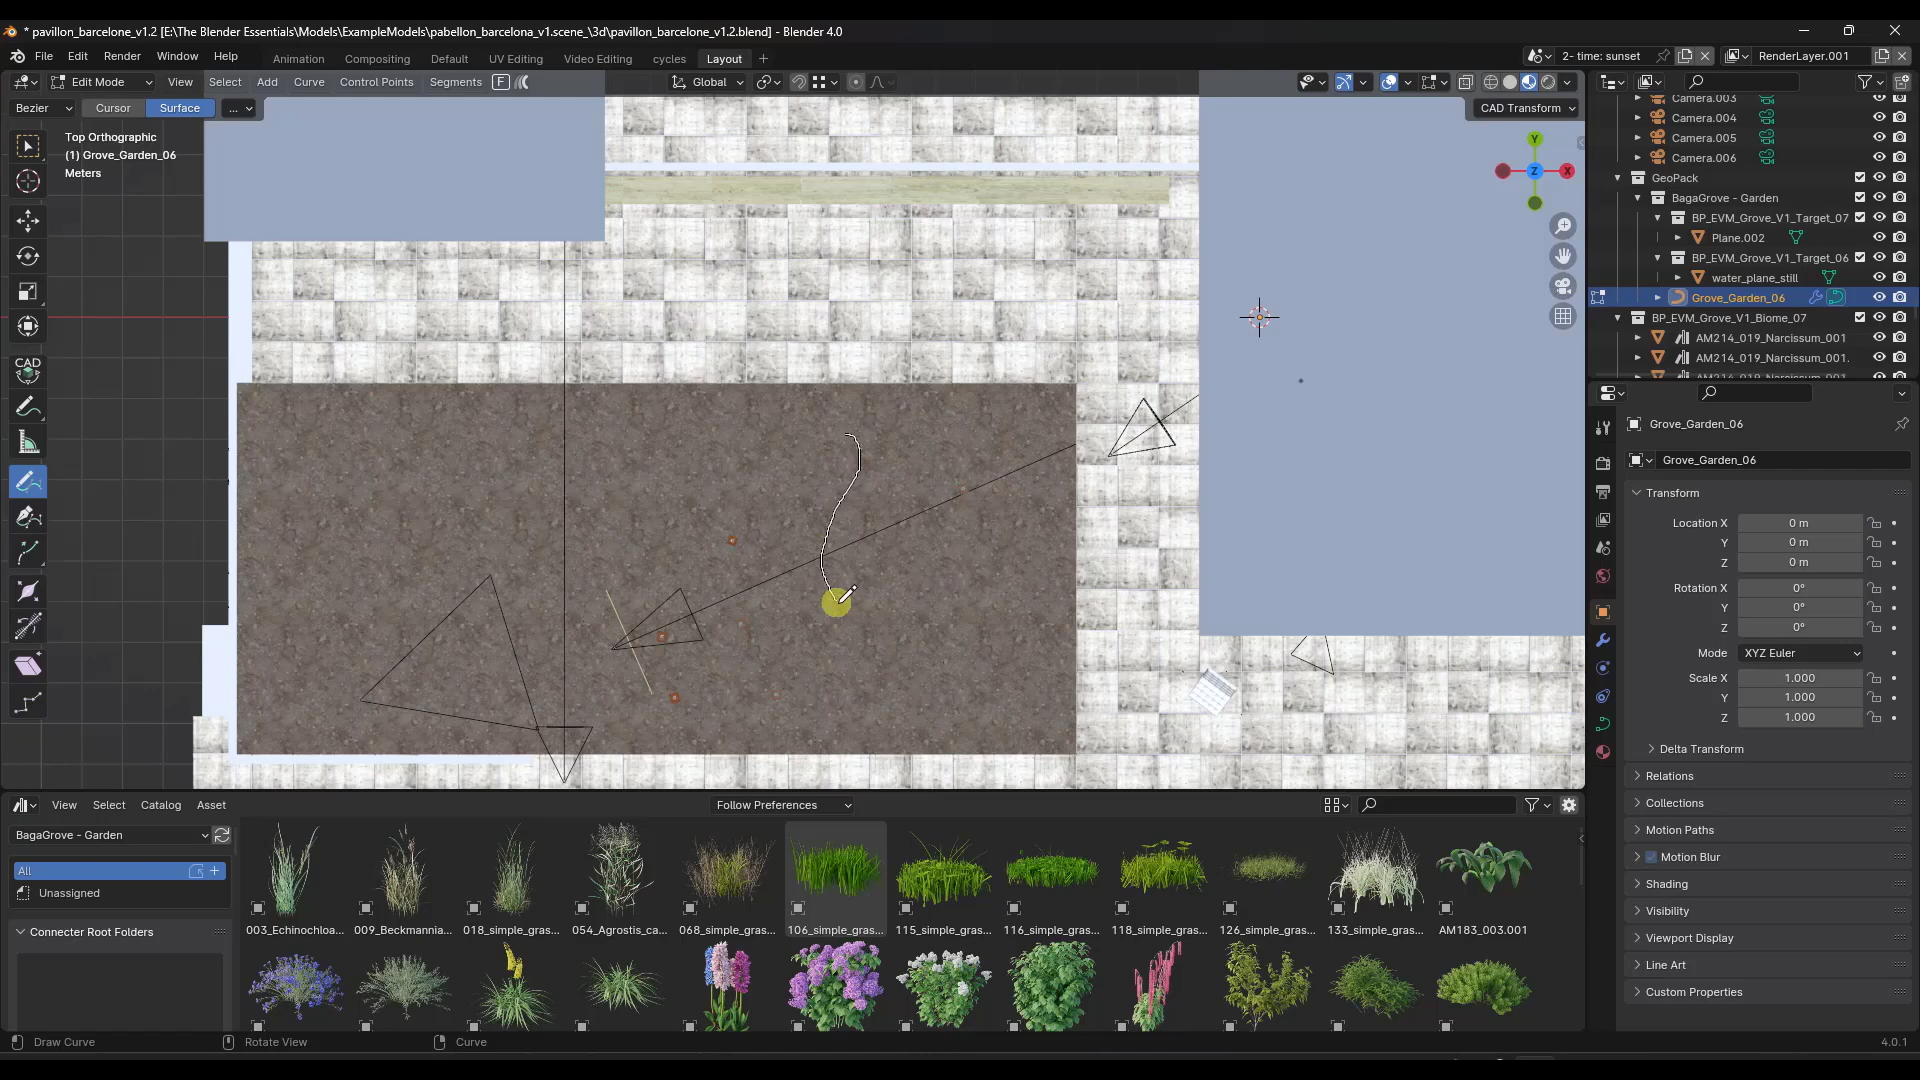 * pavillon_barcelone_v1.2 [E:\The Blender Essentials\Models\ExampleModels\pabellon_barcelona_v1.scene_\3d\pavillon_barcelone_v1.2.blend] - Blender 4.0
File Edit Render Window Help Animation Compositing Default UV Editing Video Editing cycles Layout + 2- time: sunset RenderLayer.001
Edit Mode View Select Add Curve Control Points Segments F Global
Bezier Cursor Surface ... CAD Transform
Top Orthographic
(1) Grove_Garden_06
Meters
Y
Z X
CAD
Camera.003
Camera.004
Camera.005
Camera.006
GeoPack
BagaGrove - Garden
BP_EVM_Grove_V1_Target_07
Plane.002
BP_EVM_Grove_V1_Target_06
water_plane_still
Grove_Garden_06
BP_EVM_Grove_V1_Biome_07
AM214_019_Narcissum_001
AM214_019_Narcissum_001.
Grove_Garden_06
Grove_Garden_06
Transform
Location X 0 m
Y 0 m
Z 0 m
Rotation X 0°
Y 0°
Z 0°
Mode XYZ Euler
Scale X 1.000
Y 1.000
Z 1.000
Delta Transform
Relations
Collections
Motion Paths
Motion Blur
Shading
Visibility
Viewport Display
Line Art
Custom Properties
View Select Catalog Asset Follow Preferences
BagaGrove - Garden
All
Unassigned
Connecter Root Folders
003_Echinochloa... 009_Beckmannia... 018_simple_gras... 054_Agrostis_ca... 068_simple_gras... 106_simple_gras... 115_simple_gras... 116_simple_gras... 118_simple_gras... 126_simple_gras... 133_simple_gras... AM183_003.001
Draw Curve Rotate View Curve 4.0.1